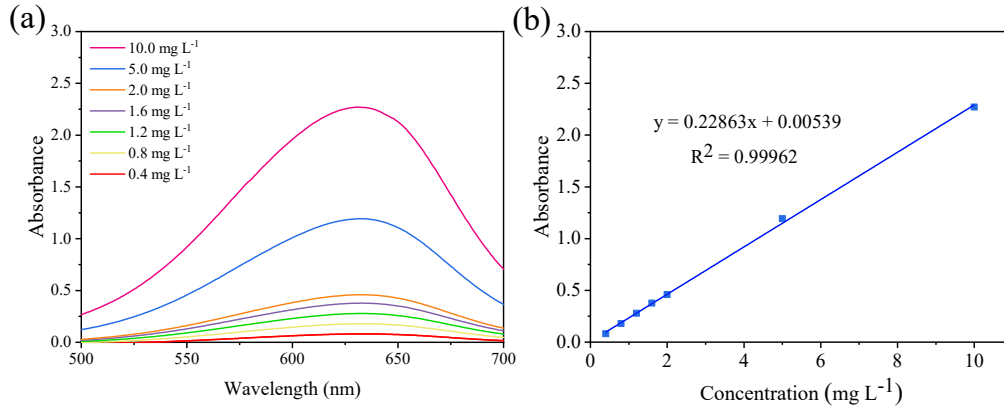 (a)
3.0
2.5
2.0
1.5
1.0
0.5
0.0
Absorbance
10.0 mg L⁻¹
5.0 mg L⁻¹
2.0 mg L⁻¹
1.6 mg L⁻¹
1.2 mg L⁻¹
0.8 mg L⁻¹
0.4 mg L⁻¹
500
550
600
650
700
Wavelength (nm)
(b)
3.0
2.5
2.0
1.5
1.0
0.5
0.0
Absorbance
y = 0.22863x + 0.00539
R² = 0.99962
0
2
4
6
8
10
Concentration (mg L⁻¹)